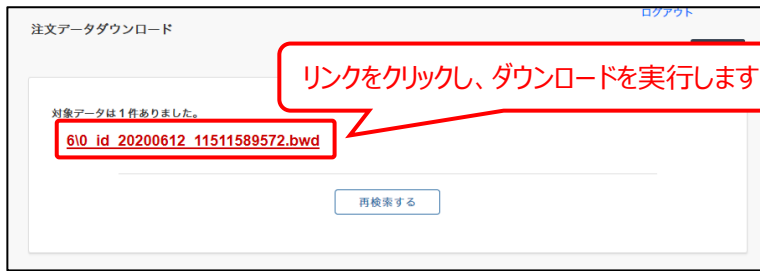 ログアウト
注文データダウンロード
リンクをクリックし、ダウンロードを実行します
対象データは1件ありました。
6\0_id_20200612_11511589572.bwd
再検索する